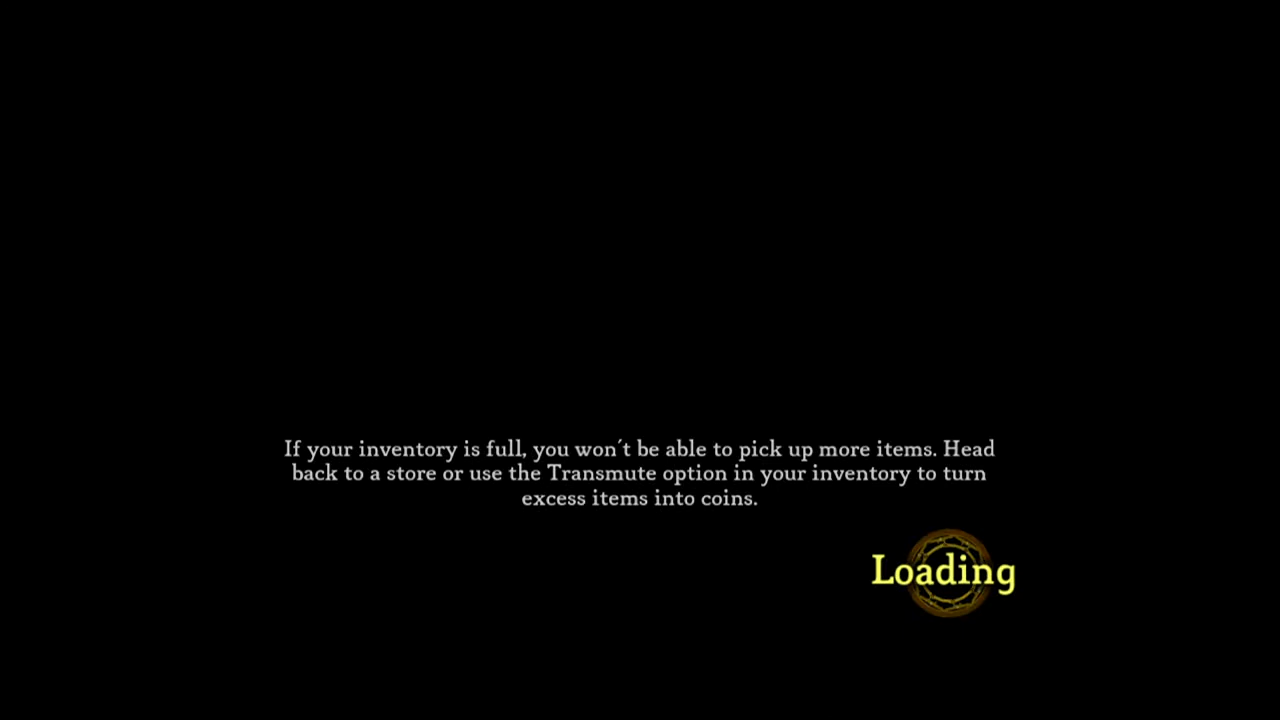 If your inventory is full, you won´t be able to pick up more items. Head
back to a store or use the Transmute option in your inventory to turn
excess items into coins.
Loading